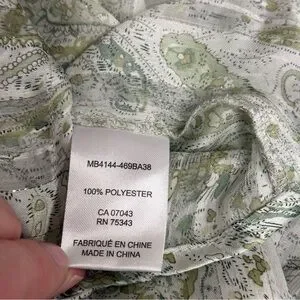 MB4144-469BA38
100% POLYESTER
CA 07043
RN 75343
FABRIQUÉ EN CHINE
MADE IN CHINA